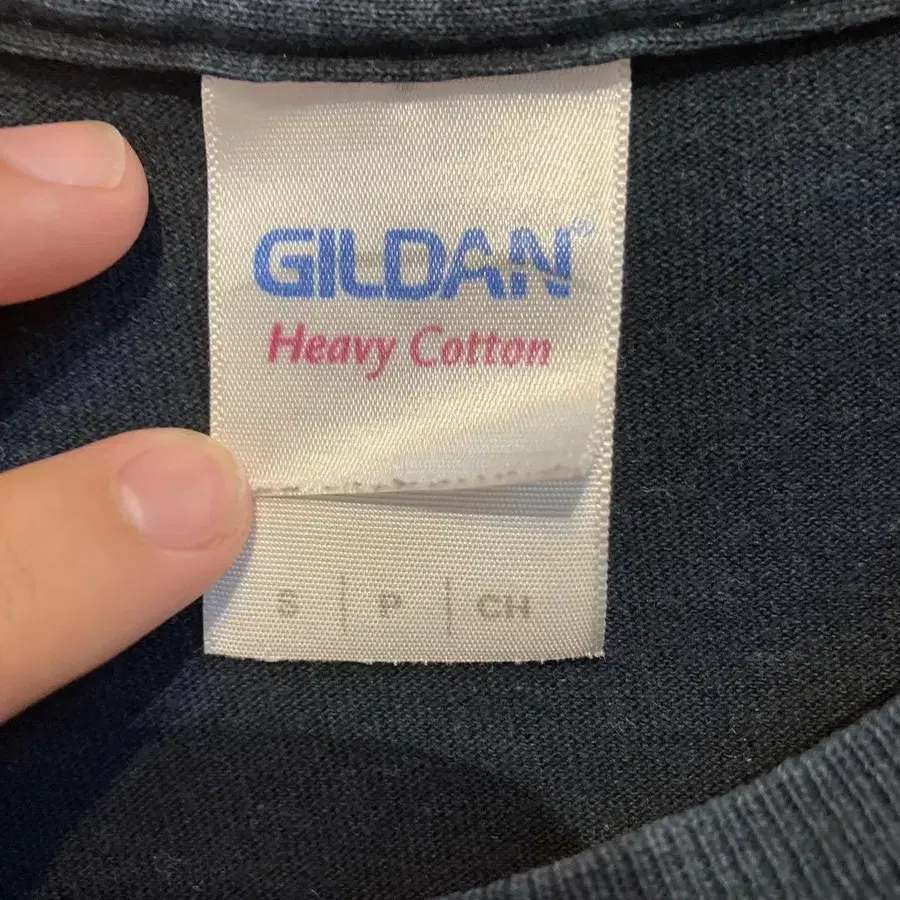 GILDAN®
Heavy Cotton
S | P | CH